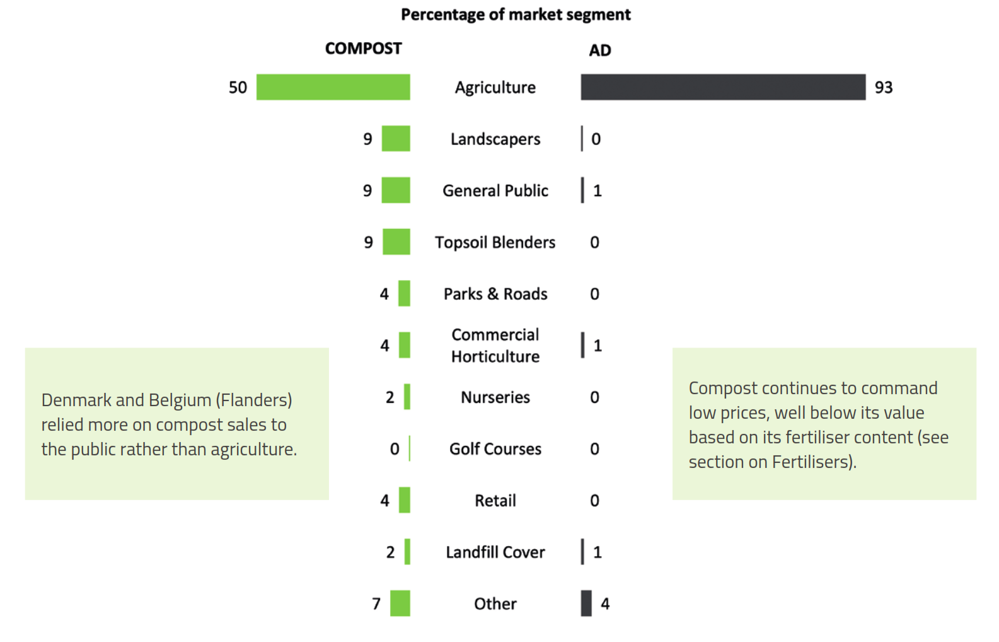 Percentage of market segment
COMPOST AD
50 Agriculture 93
9 Landscapers 0
9 General Public 1
9 Topsoil Blenders 0
4 Parks & Roads 0
4 Commercial Horticulture 1
2 Nurseries 0
0 Golf Courses 0
4 Retail 0
2 Landfill Cover 1
7 Other 4
Denmark and Belgium (Flanders)
relied more on compost sales to
the public rather than agriculture.
Compost continues to command
low prices, well below its value
based on its fertiliser content (see
section on Fertilisers).